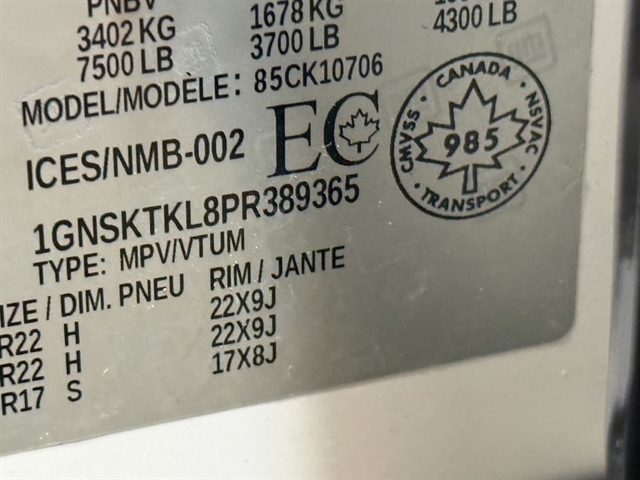 PNBV
3402 KG
7500 LB
1678 KG
3700 LB
4300 LB
MODEL/MODÈLE: 85CK10706
ICES/NMB-002
EC
CANADA
CMVSS
NSVAC
985
TRANSPORT
1GNSKTKL8PR389365
TYPE: MPV/VTUM
IZE / DIM. PNEU RIM / JANTE
R22 H 22X9J
R22 H 22X9J
R17 S 17X8J